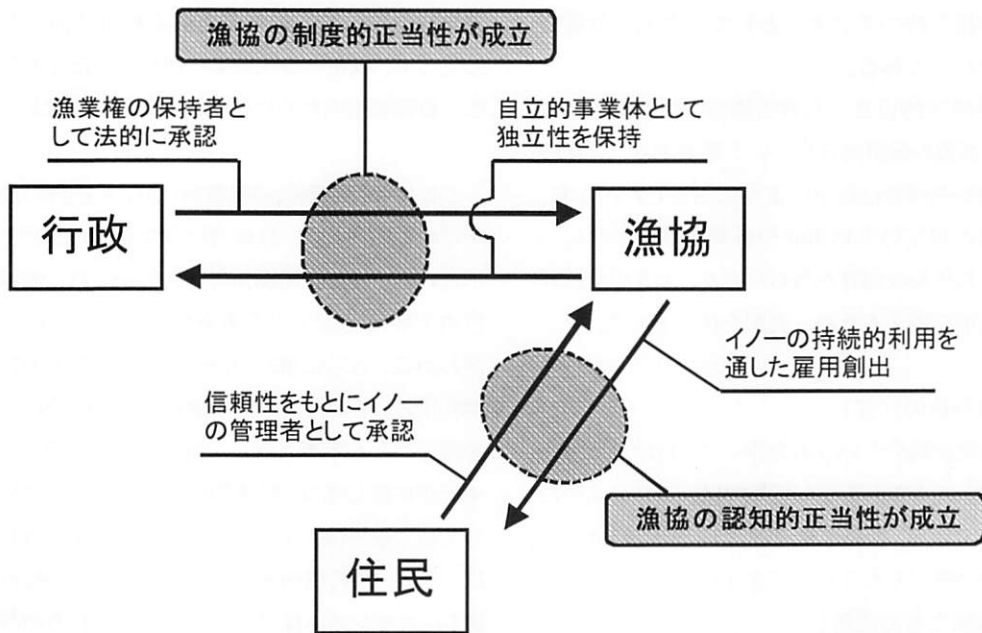 漁協の制度的正当性が成立
漁業権の保持者と
して法的に承認
自立的事業体として
独立性を保持
行政
漁協
イノーの持続的利用を
通した雇用創出
信頼性をもとにイノー
の管理者として承認
漁協の認知的正当性が成立
住民